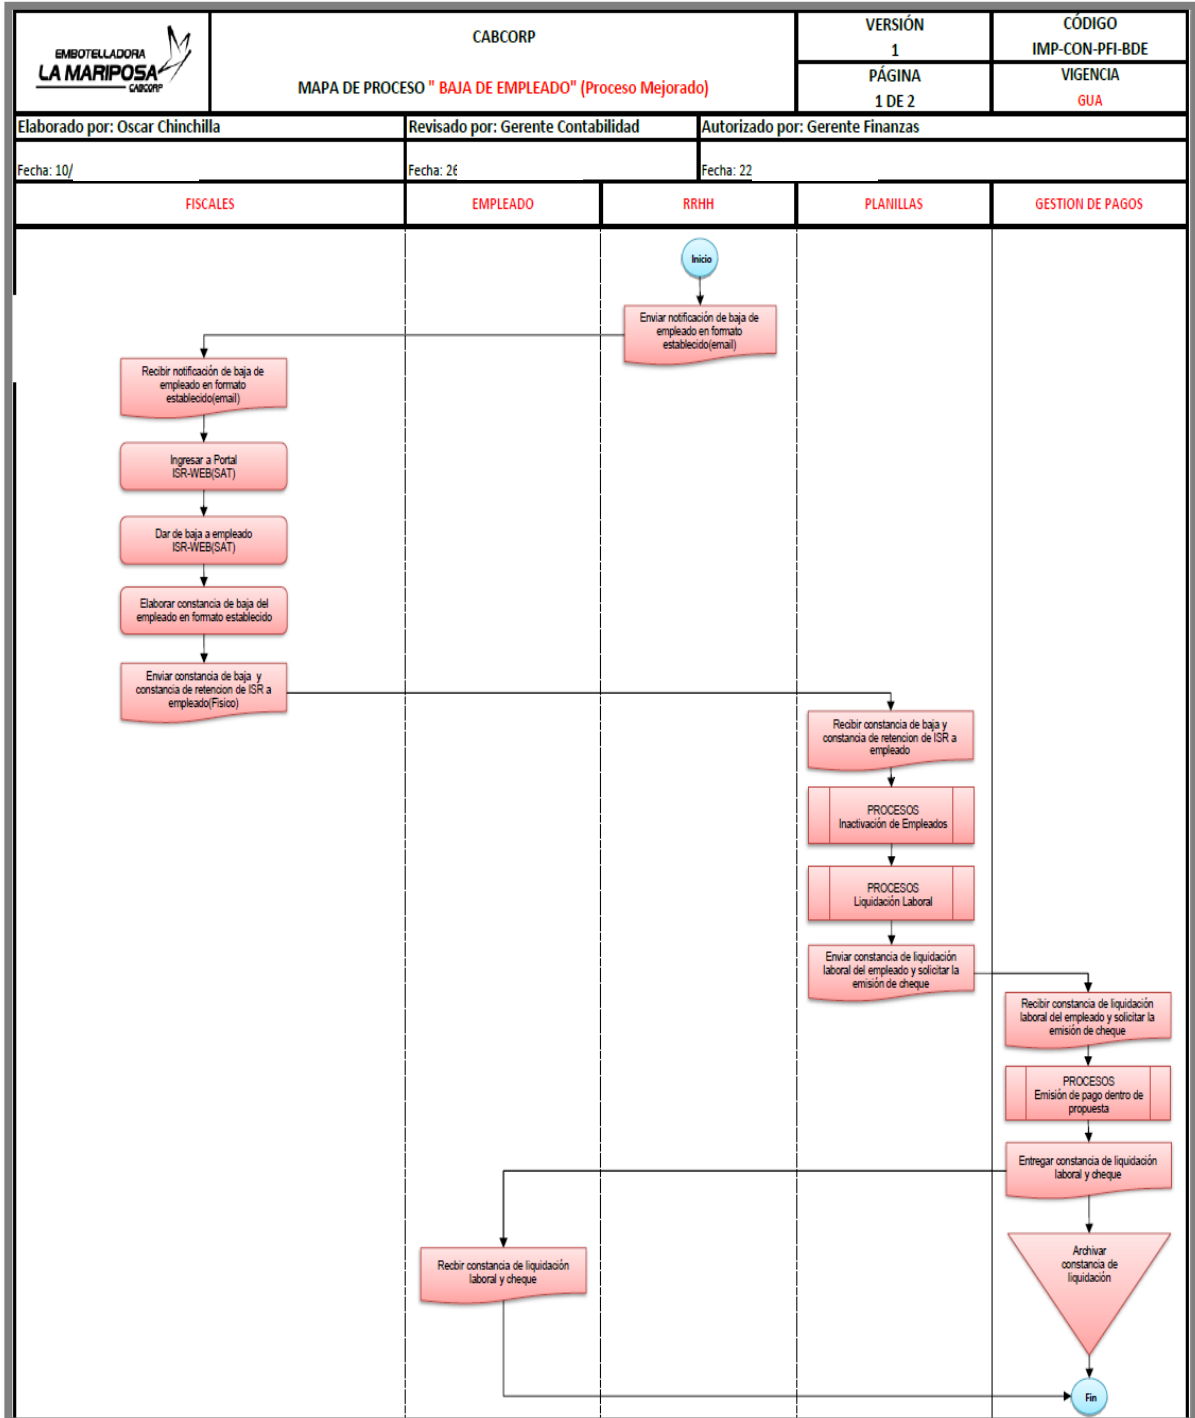 EMBOTELLADORA
LA MARIPOSA
CABCORP
CABCORP
MAPA DE PROCESO " BAJA DE EMPLEADO" (Proceso Mejorado)
VERSIÓN
1
PÁGINA
1 DE 2
CÓDIGO
IMP-CON-PFI-BDE
VIGENCIA
GUA
Elaborado por: Oscar Chinchilla
Revisado por: Gerente Contabilidad
Autorizado por: Gerente Finanzas
Fecha: 10/
Fecha: 26
Fecha: 22
FISCALES
EMPLEADO
RRHH
PLANILLAS
GESTION DE PAGOS
Inicio
Enviar notificación de baja de
empleado en formato
establecido(email)
Recibir notificación de baja de
empleado en formato
establecido(email)
Ingresar a Portal
ISR-WEB(SAT)
Dar de baja a empleado
ISR-WEB(SAT)
Elaborar constancia de baja del
empleado en formato establecido
Enviar constancia de baja y
constancia de retencion de ISR a
empleado(Fisico)
Recibir constancia de baja y
constancia de retencion de ISR a
empleado
PROCESOS
Inactivación de Empleados
PROCESOS
Liquidación Laboral
Enviar constancia de liquidación
laboral del empleado y solicitar la
emisión de cheque
Recibir constancia de liquidación
laboral del empleado y solicitar la
emisión de cheque
PROCESOS
Emisión de pago dentro de
propuesta
Entregar constancia de liquidación
laboral y cheque
Recbir constancia de liquidación
laboral y cheque
Archivar
constancia de
liquidación
Fin